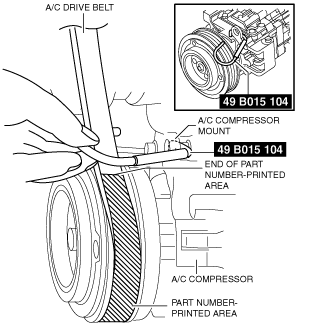 A/C DRIVE BELT
49 B015 104
A/C COMPRESSOR
MOUNT
49 B015 104
END OF PART
NUMBER-PRINTED
AREA
A/C COMPRESSOR
PART NUMBER-
PRINTED AREA